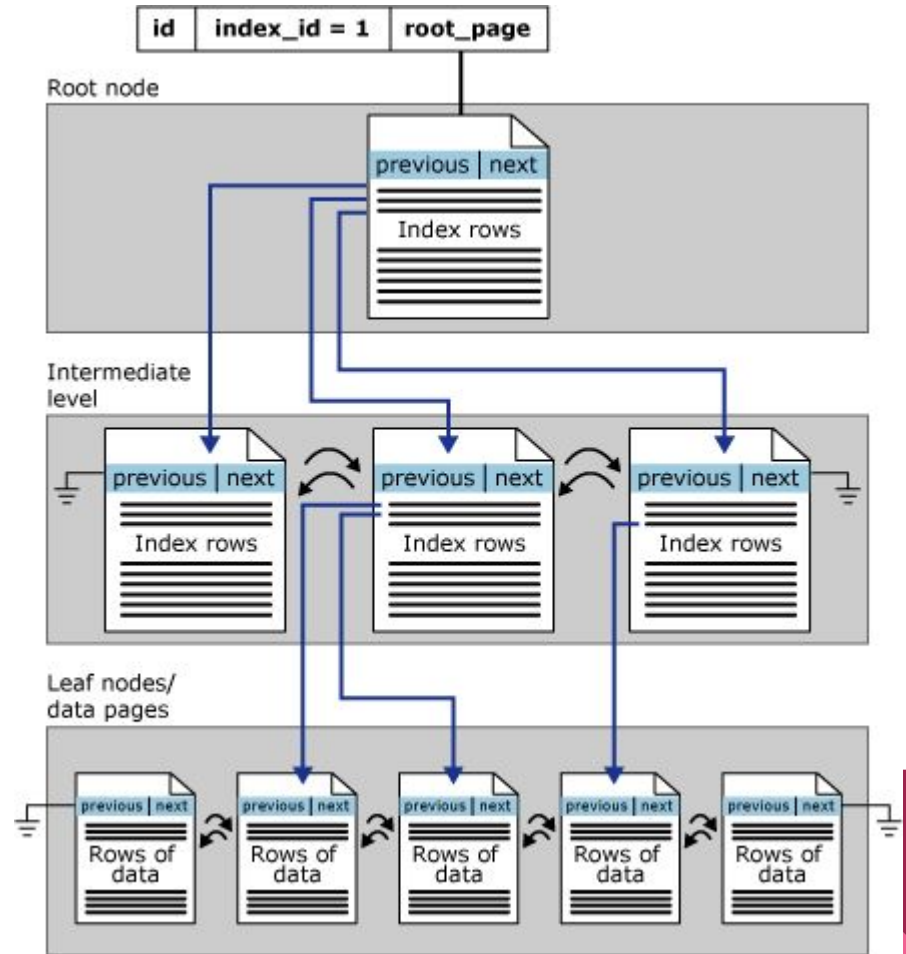 id index_id = 1 root_page
Root node
previous next
Index rows
Intermediate
level
previous next previous next previous next
Index rows Index rows Index rows
Leaf nodes/
data pages
previous next previous next previous next previous next previous next
Rows of Rows of Rows of Rows of Rows of
data data data data data